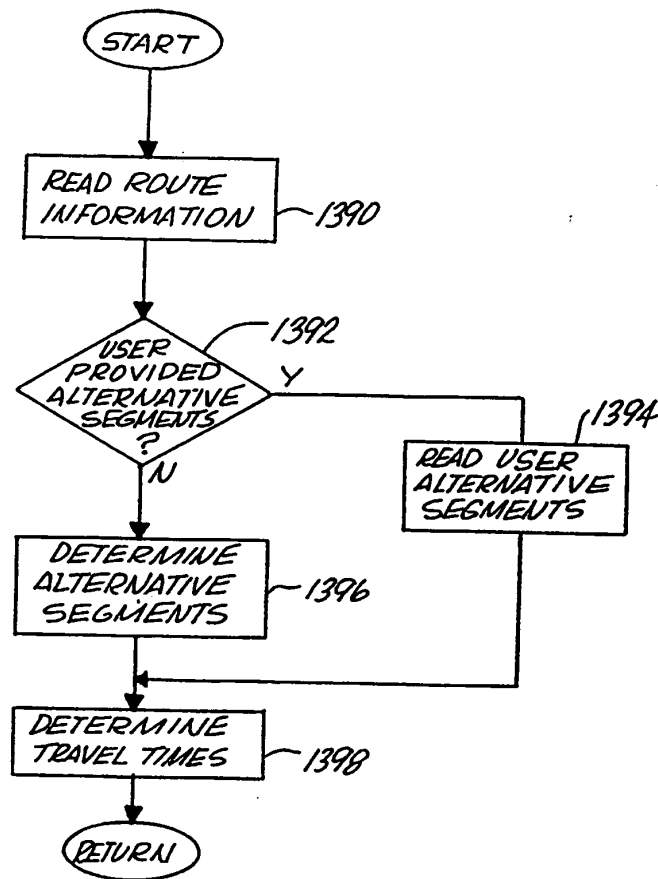 START
READ ROUTE
INFORMATION
1390
1392
USER
PROVIDED
ALTERNATIVE
SEGMENTS
?
Y
N
1394
READ USER
ALTERNATIVE
SEGMENTS
DETERMINE
ALTERNATIVE
SEGMENTS
1396
DETERMINE
TRAVEL TIMES
1398
RETURN